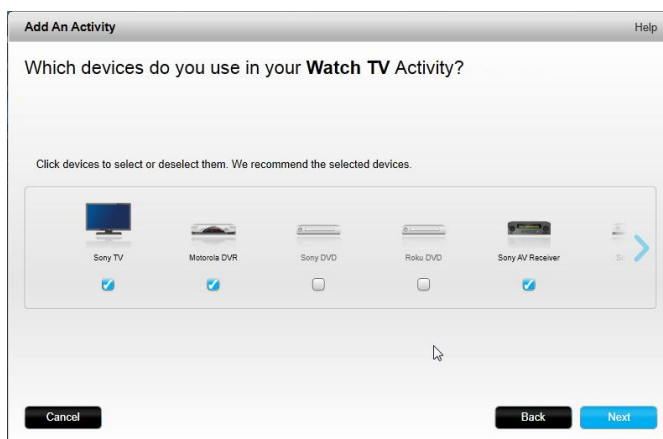 Add An Activity
Help
Which devices do you use in your Watch TV Activity?
Click devices to select or deselect them. We recommend the selected devices.
Sony TV
Motorola DVR
Sony DVD
Roku DVD
Sony AV Receiver
Cancel
Back
Next